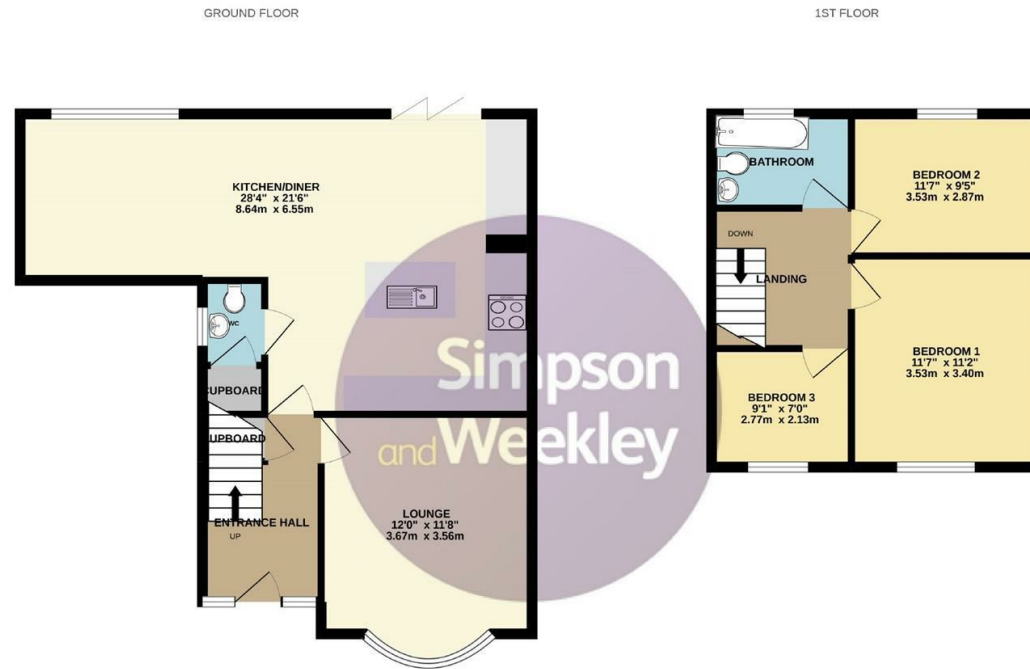 GROUND FLOOR
1ST FLOOR
KITCHEN/DINER
28'4" x 21'6"
8.64m x 6.55m
WC
CUPBOARD
UPBOARD
ENTRANCE HALL
UP
LOUNGE
12'0" x 11'8"
3.67m x 3.56m
BATHROOM
BEDROOM 2
11'7" x 9'5"
3.53m x 2.87m
DOWN
LANDING
BEDROOM 1
11'7" x 11'2"
3.53m x 3.40m
BEDROOM 3
9'1" x 7'0"
2.77m x 2.13m
Simpson
and Weekley